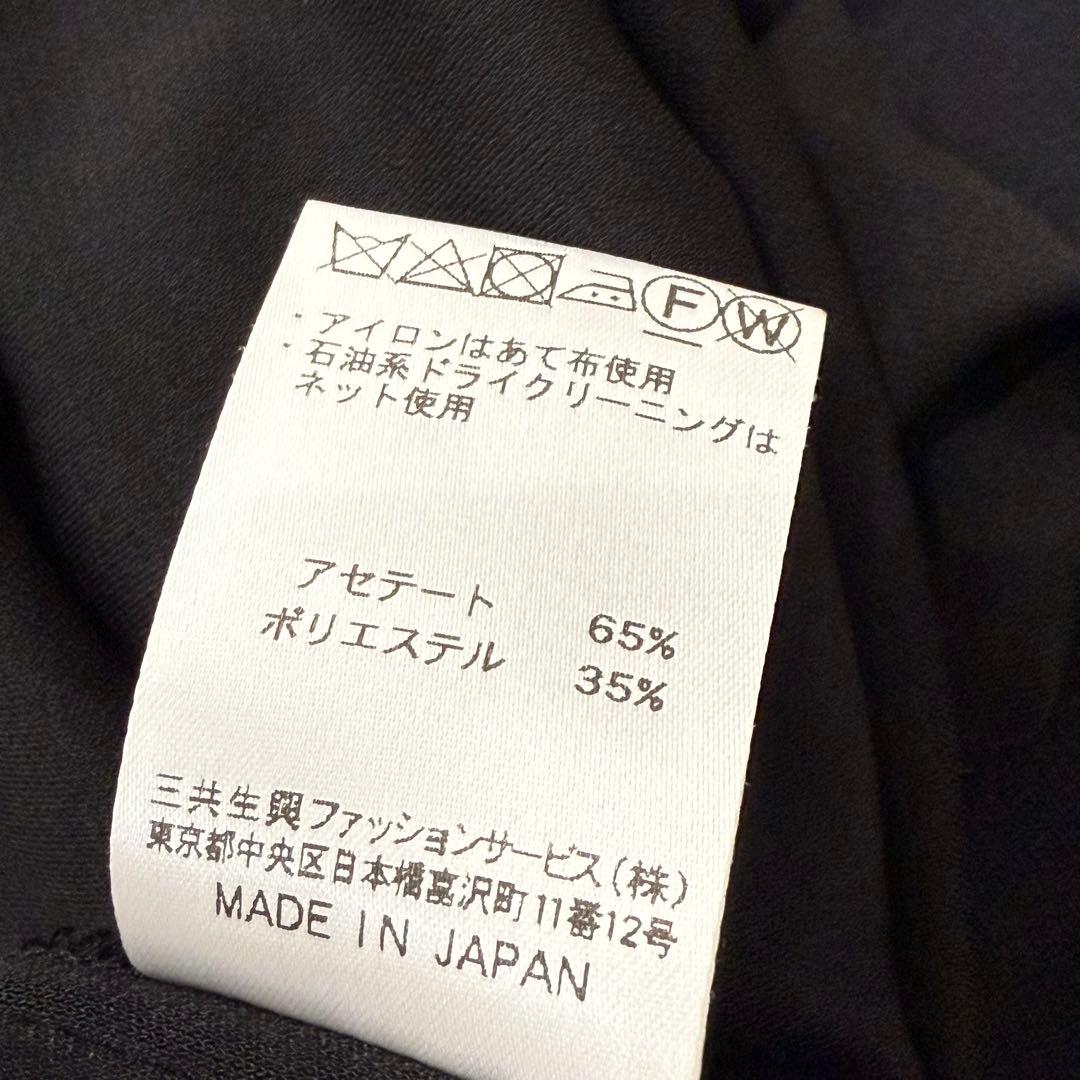 F W
・アイロンはあて布使用
・石油系ドライクリーニングは
ネット使用
アセテート 65%
ポリエステル 35%
三共生興ファッションサービス(株)
東京都中央区日本橋富沢町11番12号
MADE IN JAPAN